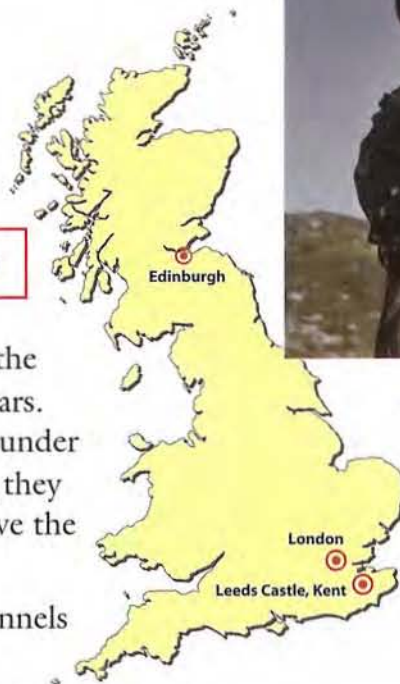 the
ars.
under
they
ve the
nnels
Edinburgh
London
Leeds Castle, Kent